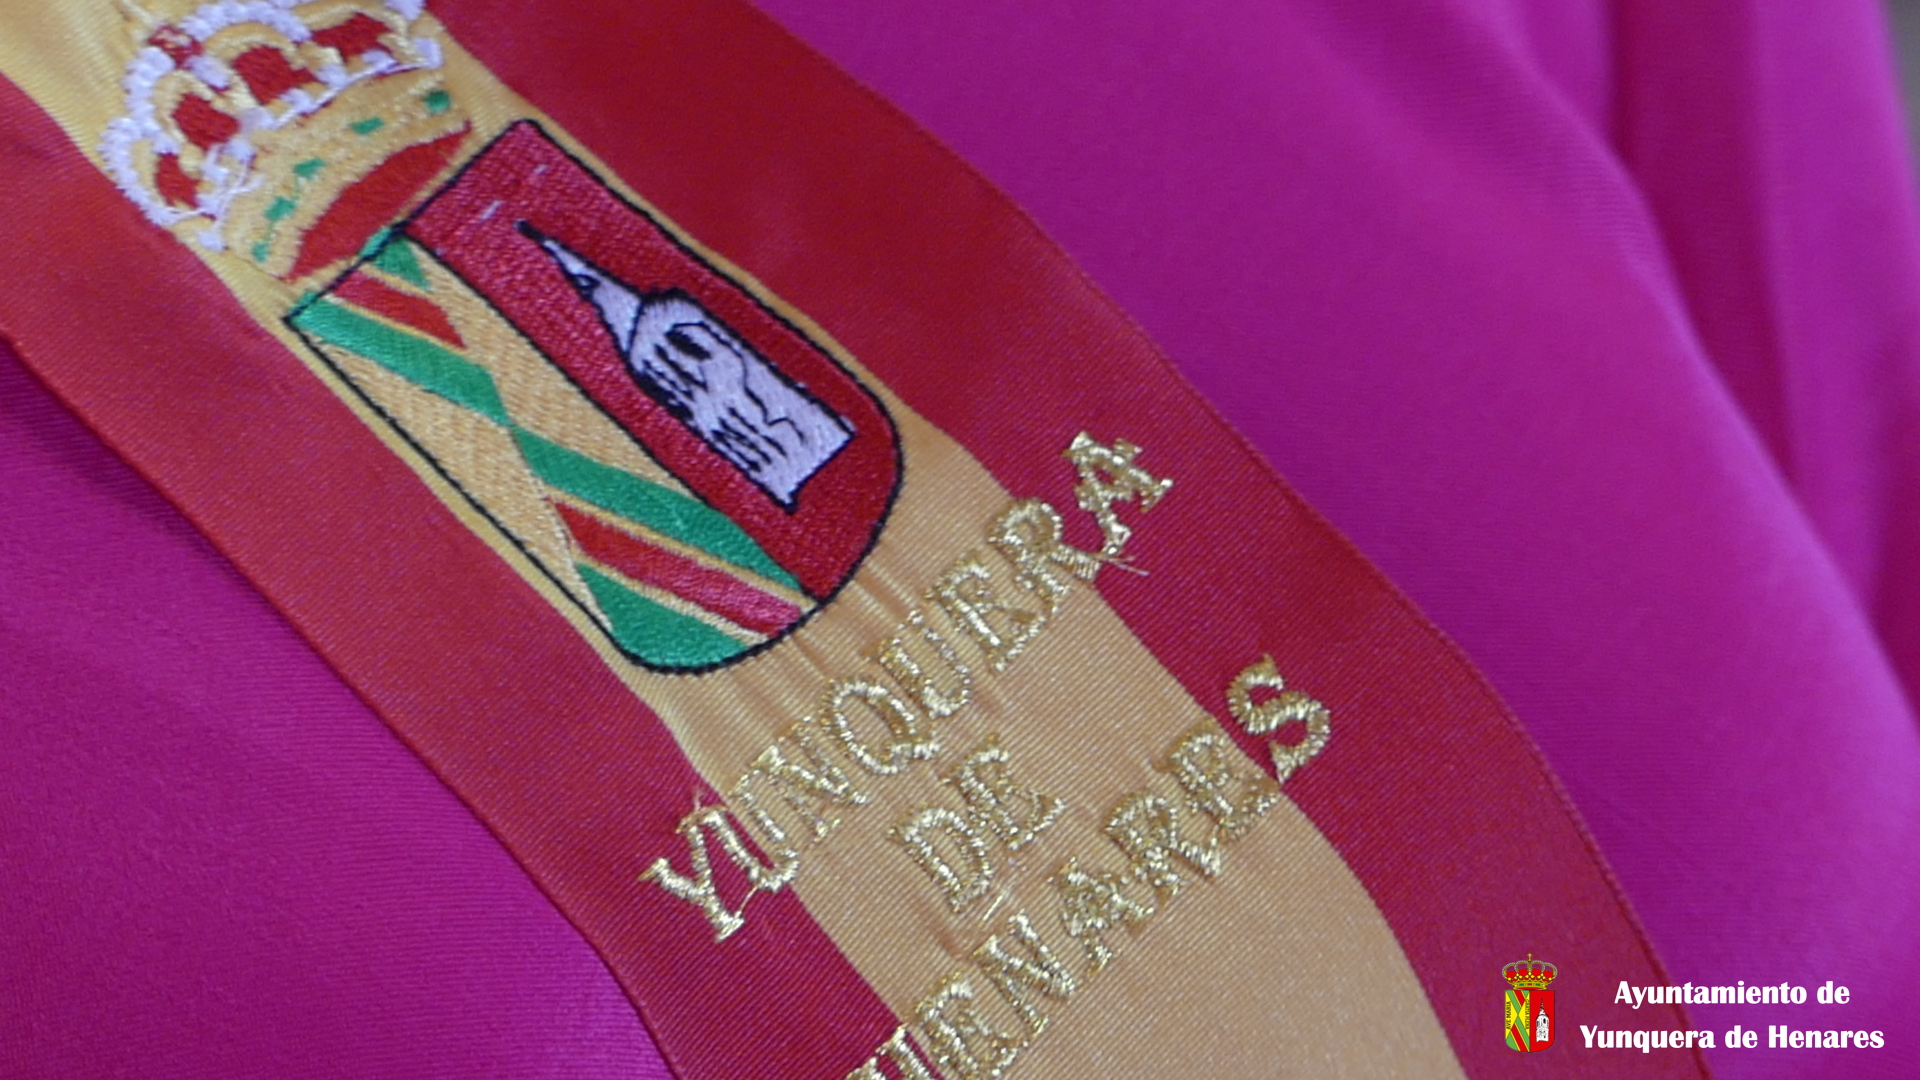 YUNQUERA
DE
HENARES
Ayuntamiento de
Yunquera de Henares